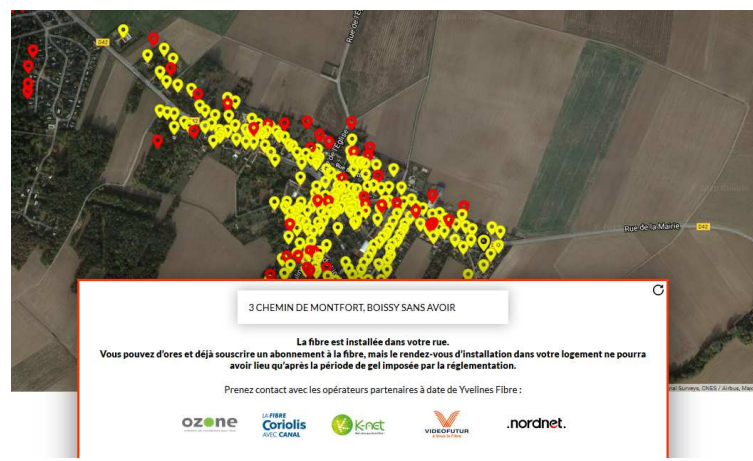 D42
Rue de l'E
de l'Eglise
Rue de la Mairie
D42
3 CHEMIN DE MONTFORT, BOISSY SANS AVOIR
La fibre est installée dans votre rue.
Vous pouvez d'ores et déjà souscrire un abonnement à la fibre, mais le rendez-vous d'installation dans votre logement ne pourra
avoir lieu qu'après la période de gel imposée par la réglementation.
nal Surveys, CNES / Airbus, Max
Prenez contact avec les opérateurs partenaires à date de Yvelines Fibre :
ozone
LA FIBRE
Coriolis
AVEC CANAL
K-net
VIDEOFUTUR
.nordnet.